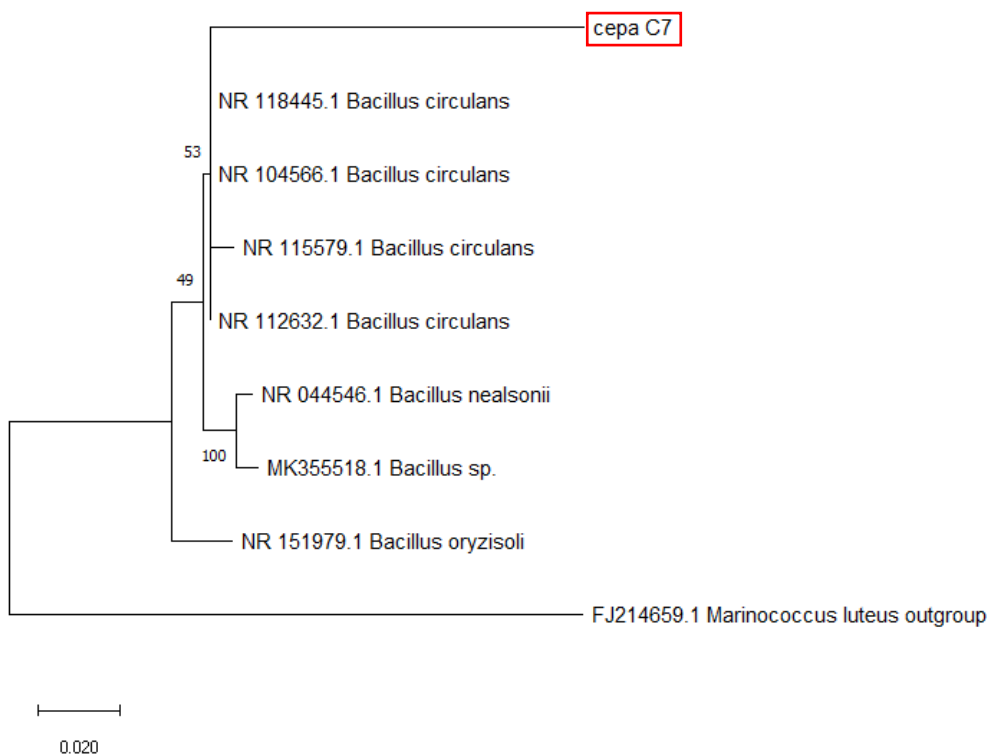 cepa C7
NR 118445.1 Bacillus circulans
53
NR 104566.1 Bacillus circulans
NR 115579.1 Bacillus circulans
49
NR 112632.1 Bacillus circulans
NR 044546.1 Bacillus nealsonii
100
MK355518.1 Bacillus sp.
NR 151979.1 Bacillus oryzisoli
FJ214659.1 Marinococcus luteus outgroup
0.020